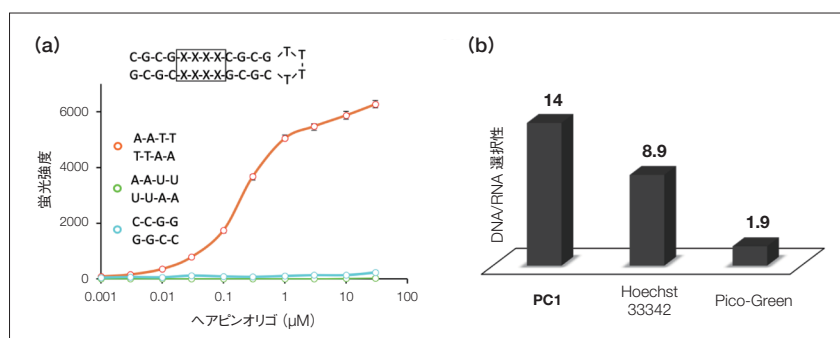 (a)
C-G-C-G-X-X-X-X-C-G-C-G T T
G-C-G-C-X-X-X-X-G-C-G-C T T
蛍光強度
6000
4000
2000
0
A-A-T-T
T-T-A-A
A-A-U-U
U-U-A-A
C-C-G-G
G-G-C-C
0.001 0.01 0.1 1 10 100
ヘアピンオリゴ (μM)
(b)
DNA/RNA 選択性
14
8.9
1.9
PC1
Hoechst
33342
Pico-Green